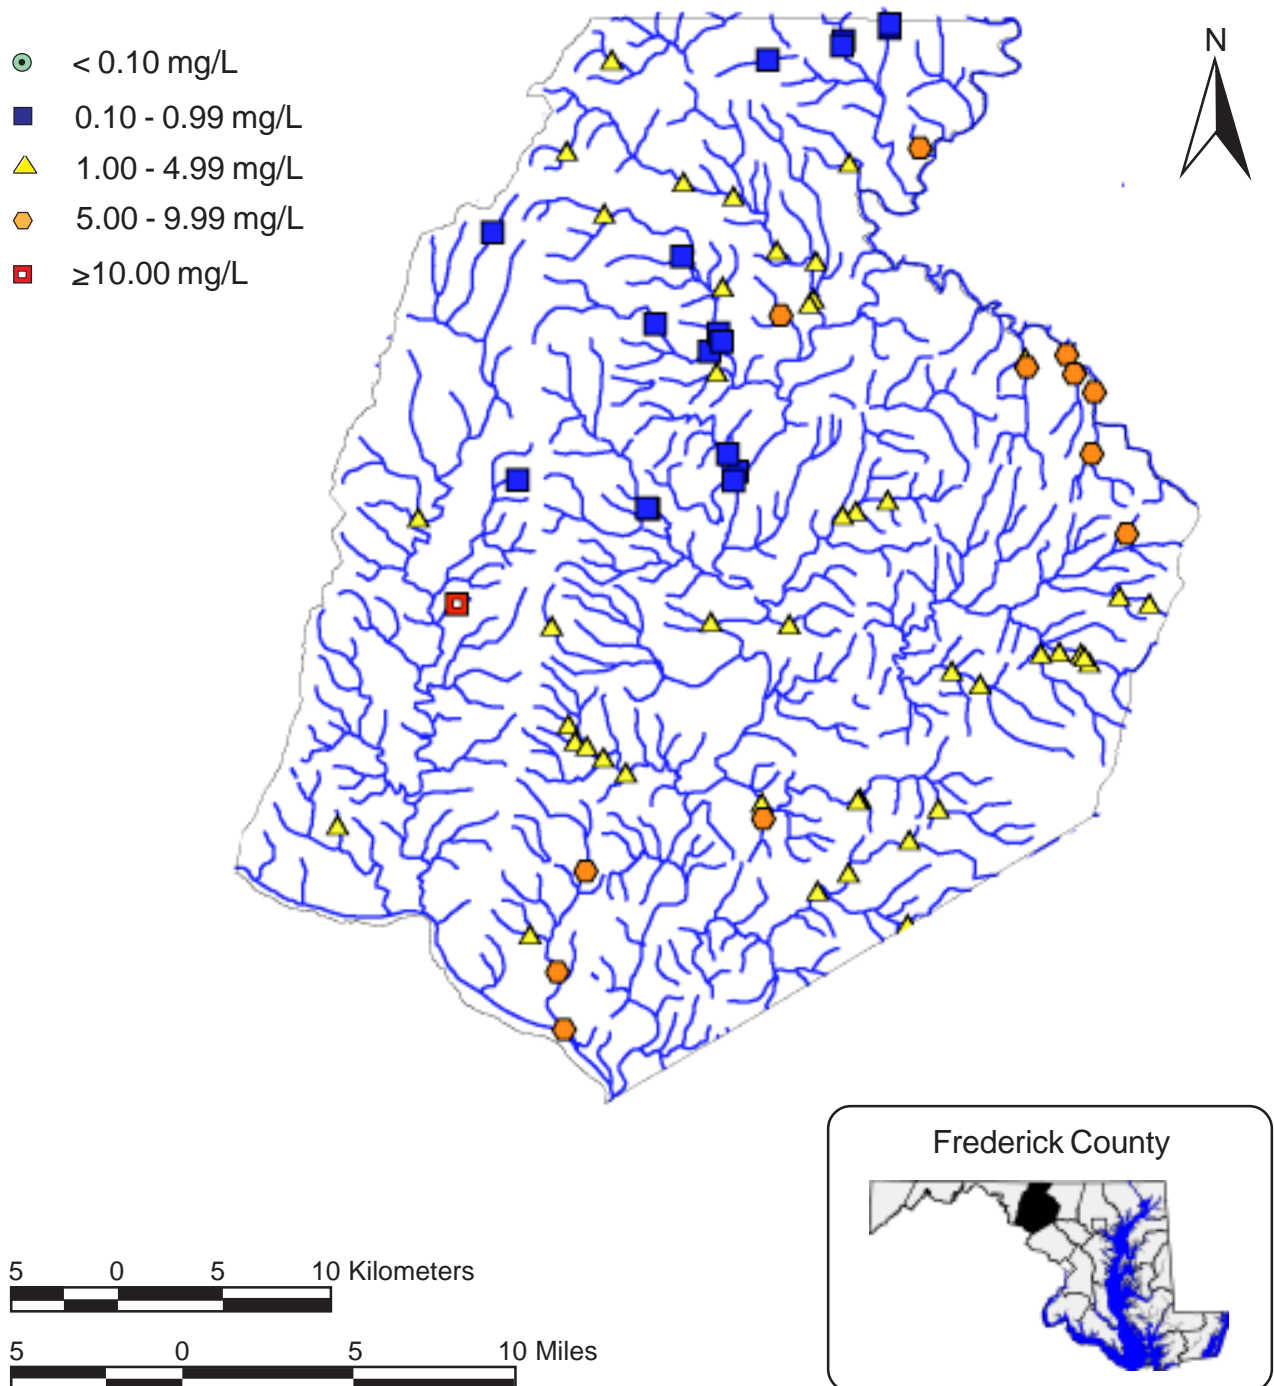 < 0.10 mg/L
0.10 - 0.99 mg/L
1.00 - 4.99 mg/L
5.00 - 9.99 mg/L
≥10.00 mg/L
N
Frederick County
5 0 5 10 Kilometers
5 0 5 10 Miles